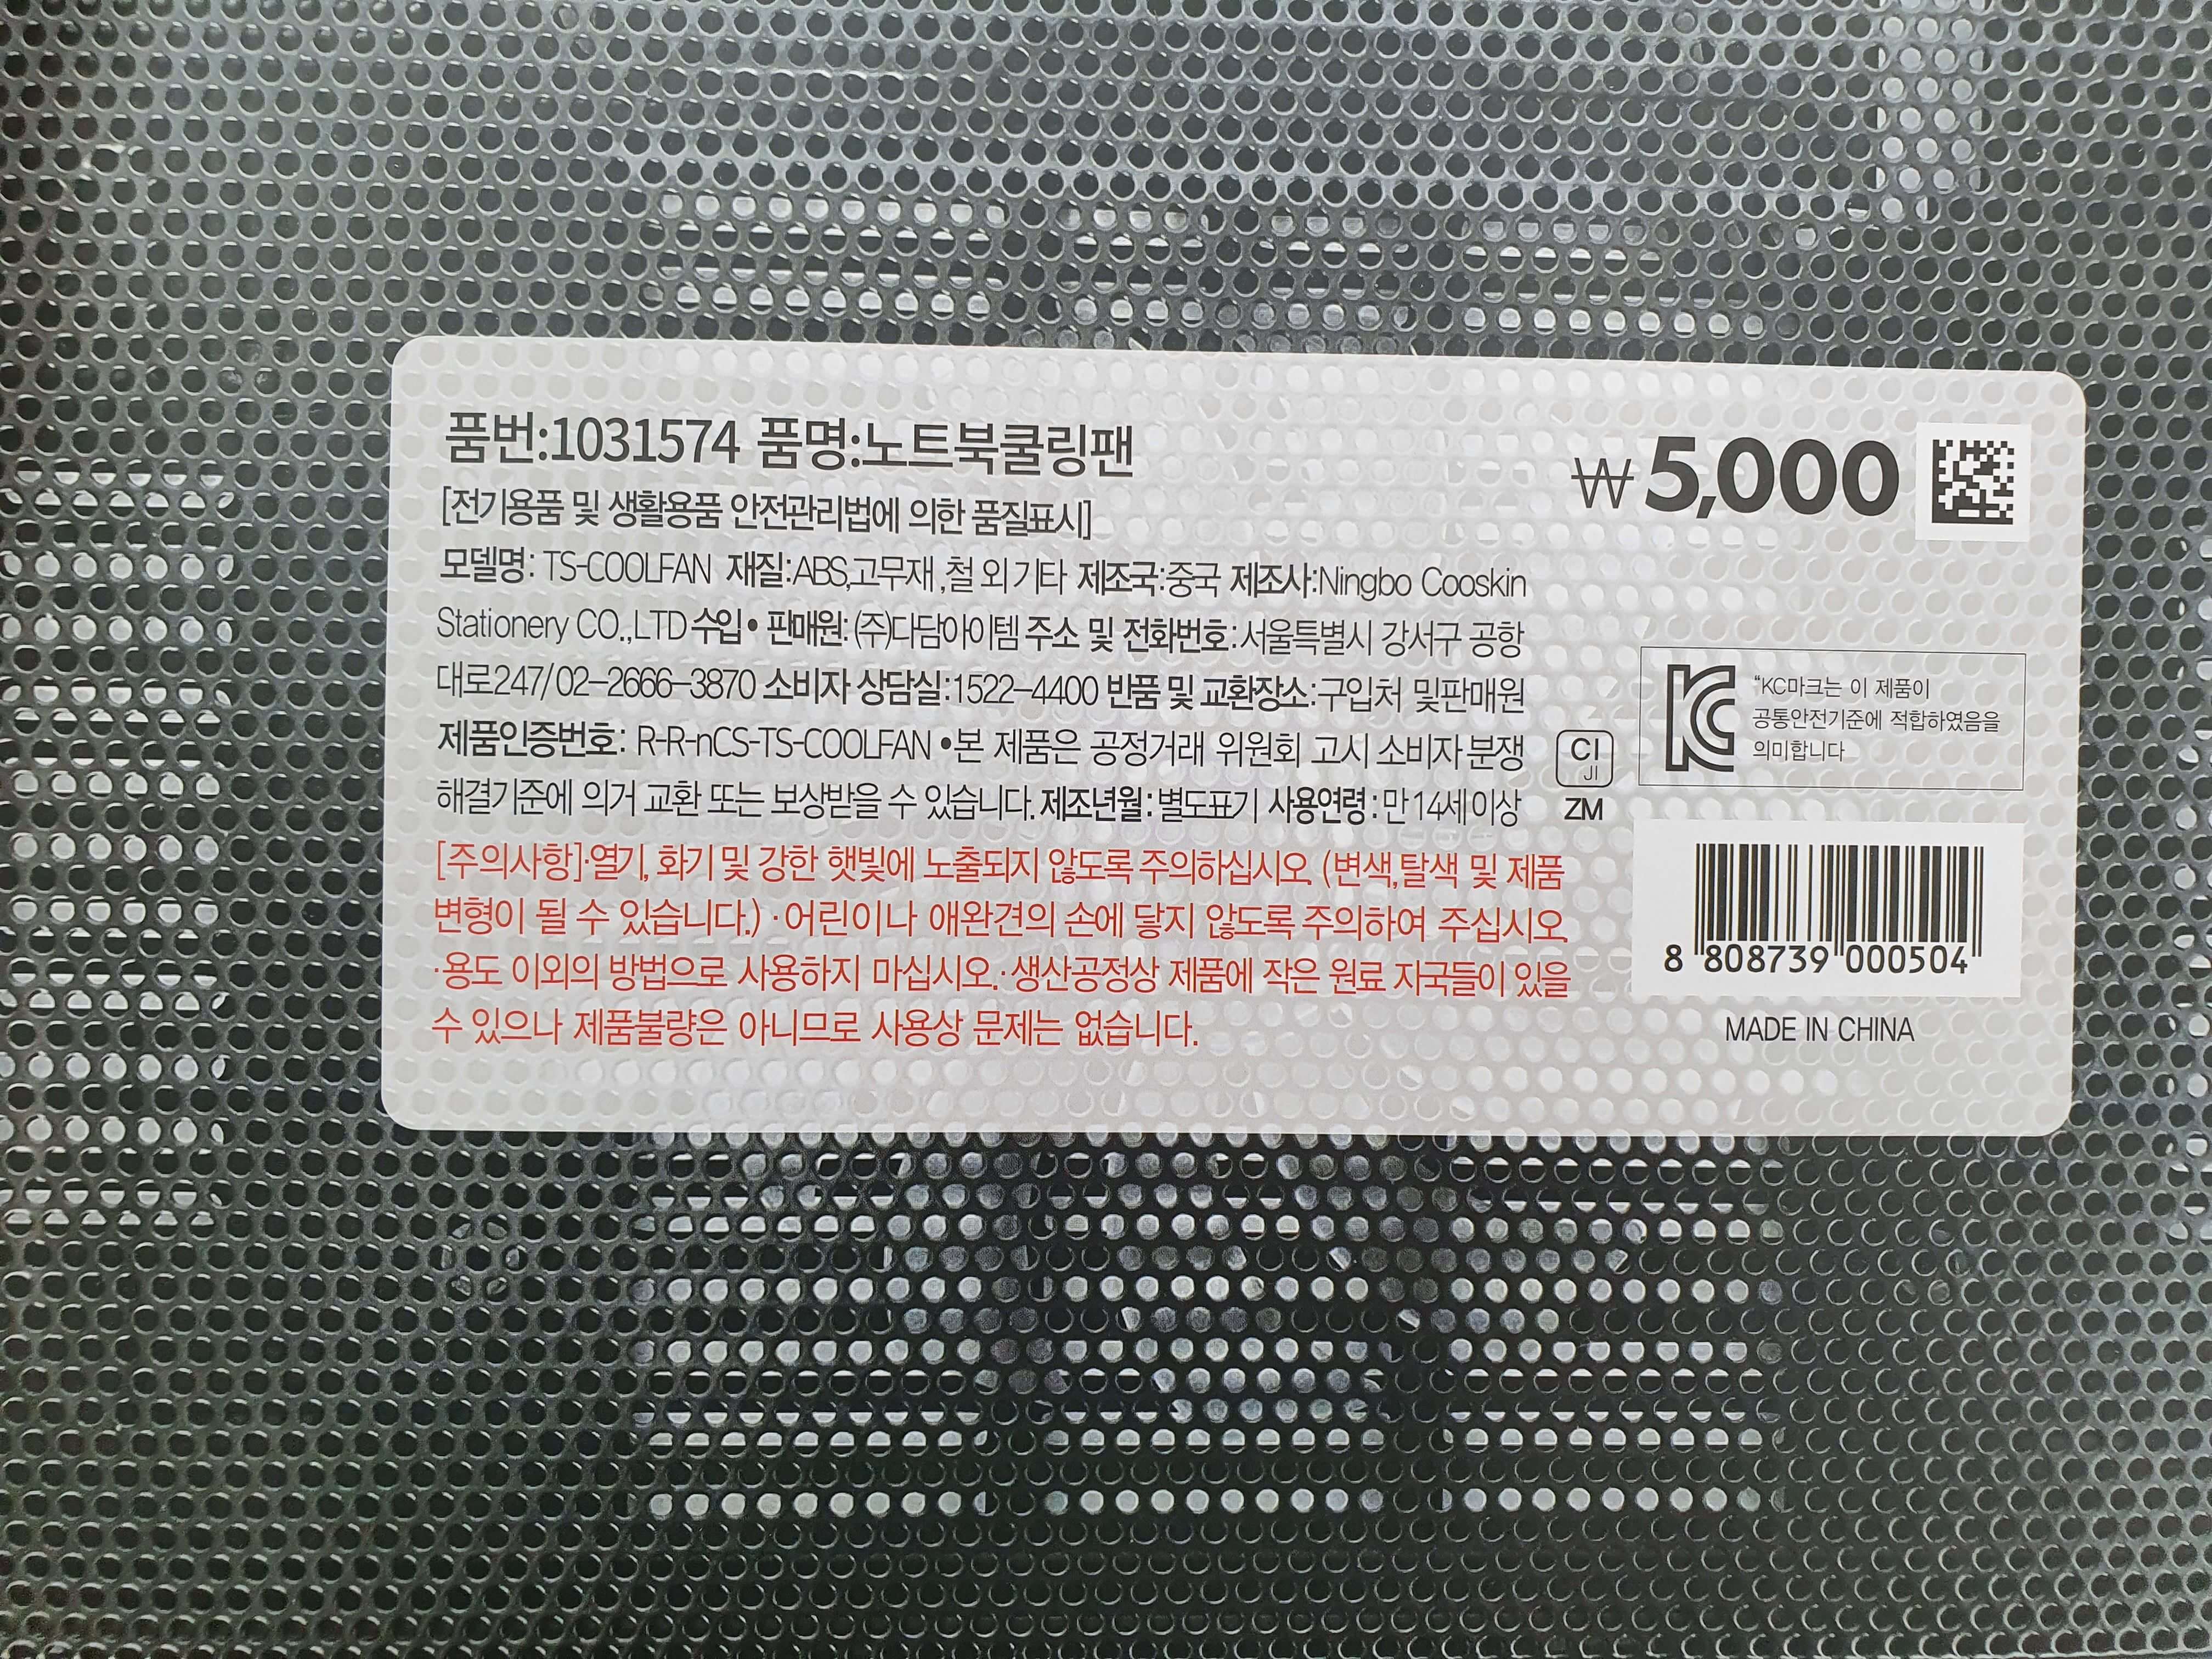 품번:1031574 품명:노트북쿨링팬
₩5,000
[전기용품 및 생활용품 안전관리법에 의한 품질표시]
모델명: TS-COOLFAN 재질:ABS,고무재,철 외 기타 제조국:중국 제조사:Ningbo Cooskin
Stationery CO.,LTD 수입• 판매원: (주)다담아이템 주소 및 전화번호: 서울특별시 강서구 공항
대로247/02-2666-3870 소비자 상담실:1522-4400 반품 및 교환장소:구입처 및판매원
제품인증번호: R-R-nCS-TS-COOLFAN •본 제품은 공정거래 위원회 고시 소비자 분쟁
해결기준에 의거 교환 또는 보상받을 수 있습니다. 제조년월: 별도표기 사용연령: 만14세이상
[주의사항]·열기, 화기 및 강한 햇빛에 노출되지 않도록 주의하십시오. (변색,탈색 및 제품
변형이 될 수 있습니다.) ·어린이나 애완견의 손에 닿지 않도록 주의하여 주십시오.
·용도 이외의 방법으로 사용하지 마십시오.·생산공정상 제품에 작은 원료 자국들이 있을
수 있으나 제품불량은 아니므로 사용상 문제는 없습니다.
CI
JI
ZM
KC
"KC마크는 이 제품이
공통안전기준에 적합하였음을
의미합니다
8 808739 000504
MADE IN CHINA